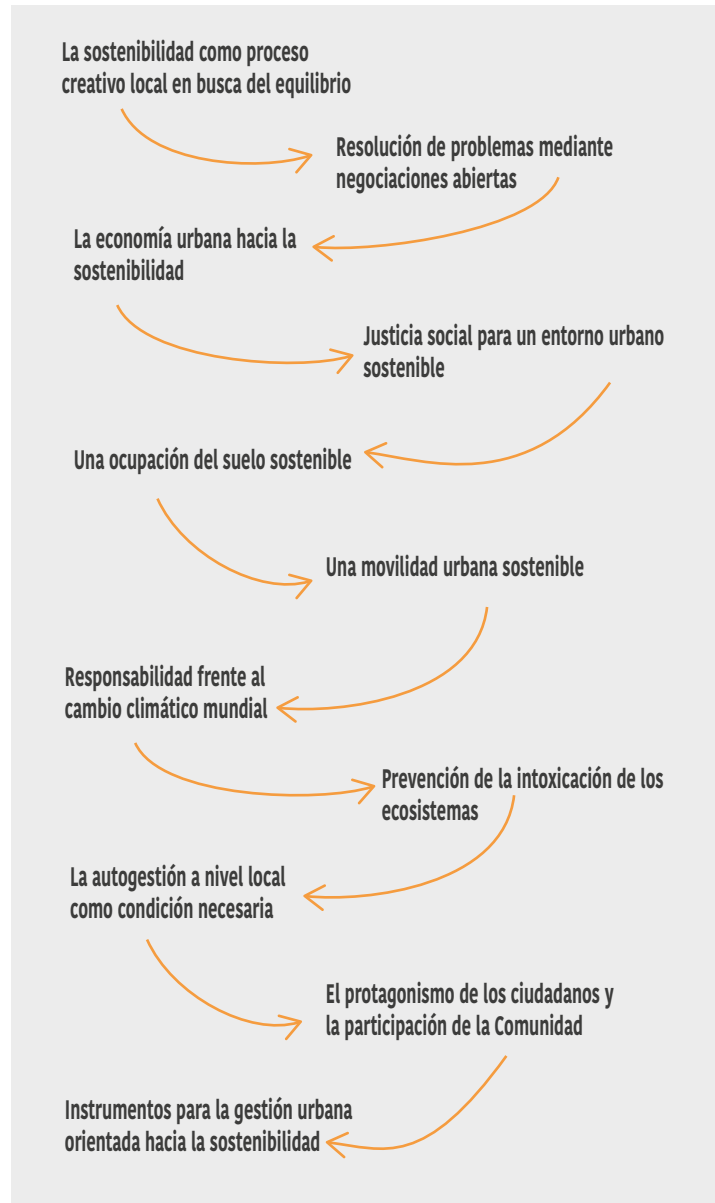 La sostenibilidad como proceso
creativo local en busca del equilibrio
Resolución de problemas mediante
negociaciones abiertas
La economía urbana hacia la
sostenibilidad
Justicia social para un entorno urbano
sostenible
Una ocupación del suelo sostenible
Una movilidad urbana sostenible
Responsabilidad frente al
cambio climático mundial
Prevención de la intoxicación de los
ecosistemas
La autogestión a nivel local
como condición necesaria
El protagonismo de los ciudadanos y
la participación de la Comunidad
Instrumentos para la gestión urbana
orientada hacia la sostenibilidad